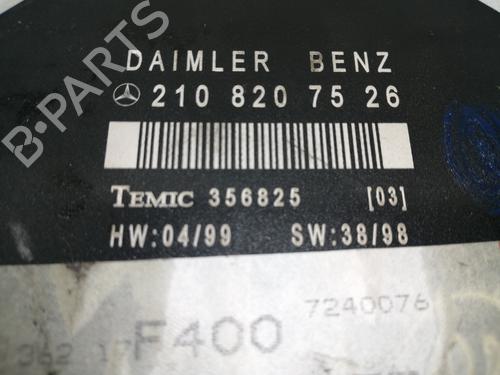 DAIMLER BENZ
210 820 75 26
TEMIC 356825 [03]
HW:04/99 SW:38/98
7240076
F400
B-PARTS